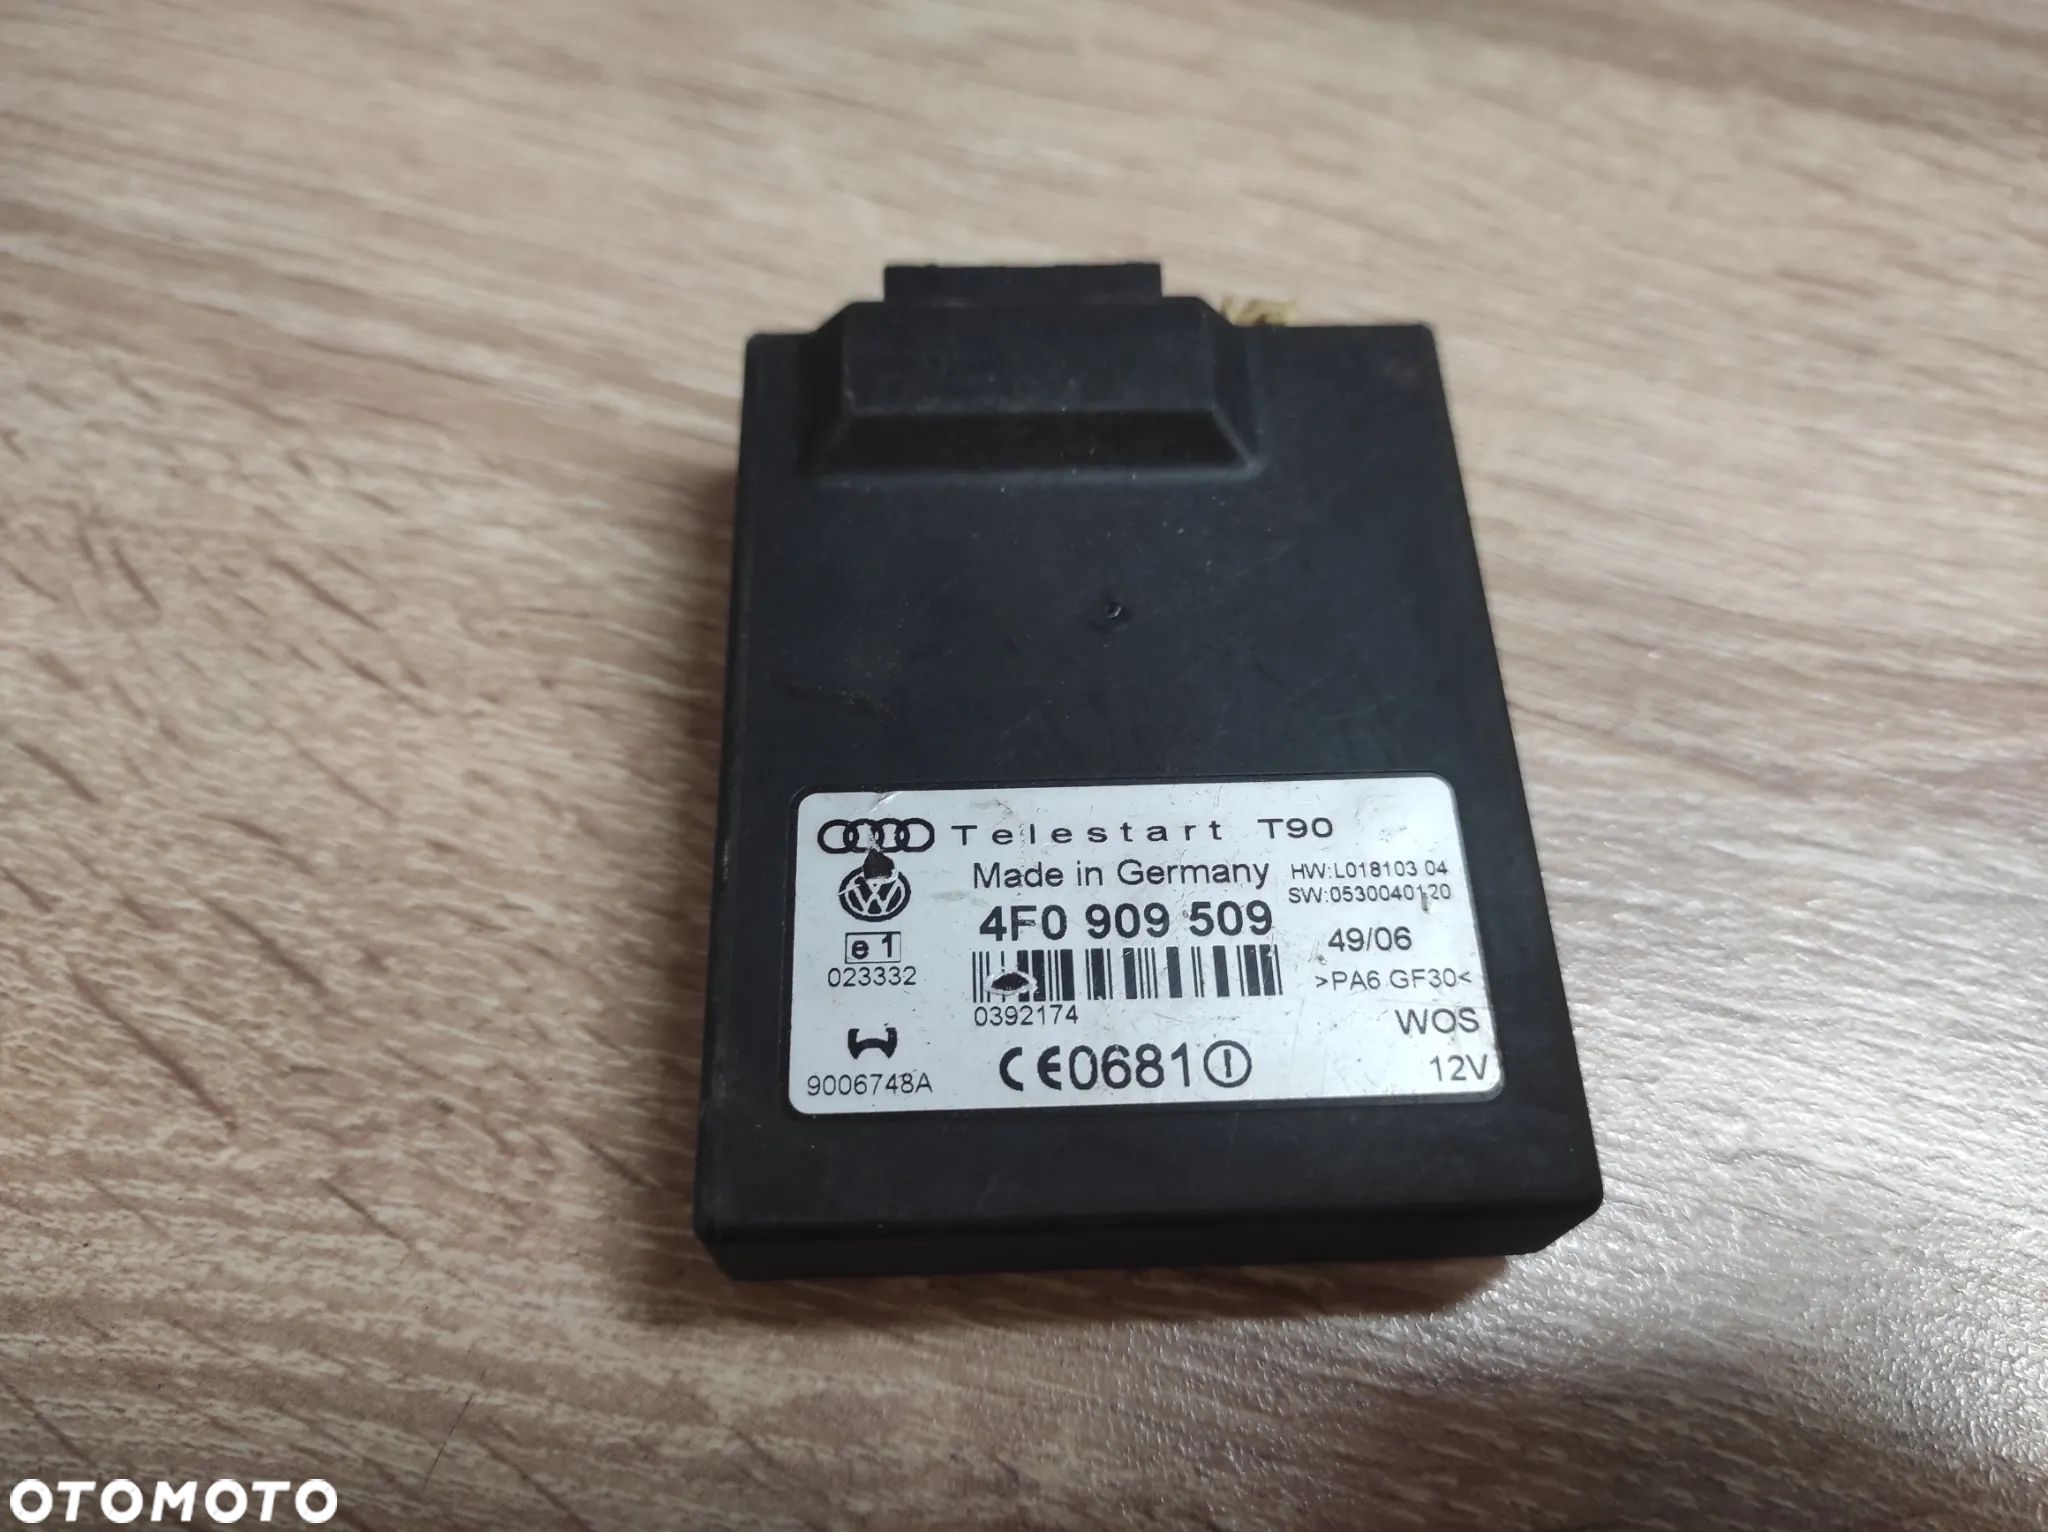 Telestart T90
Made in Germany
HW:L018103 04
SW:0530040120
4F0 909 509
49/06
e1
023332
>PA6 GF30<
0392174
WOS
CE0681
9006748A
12V
OTOMOTO